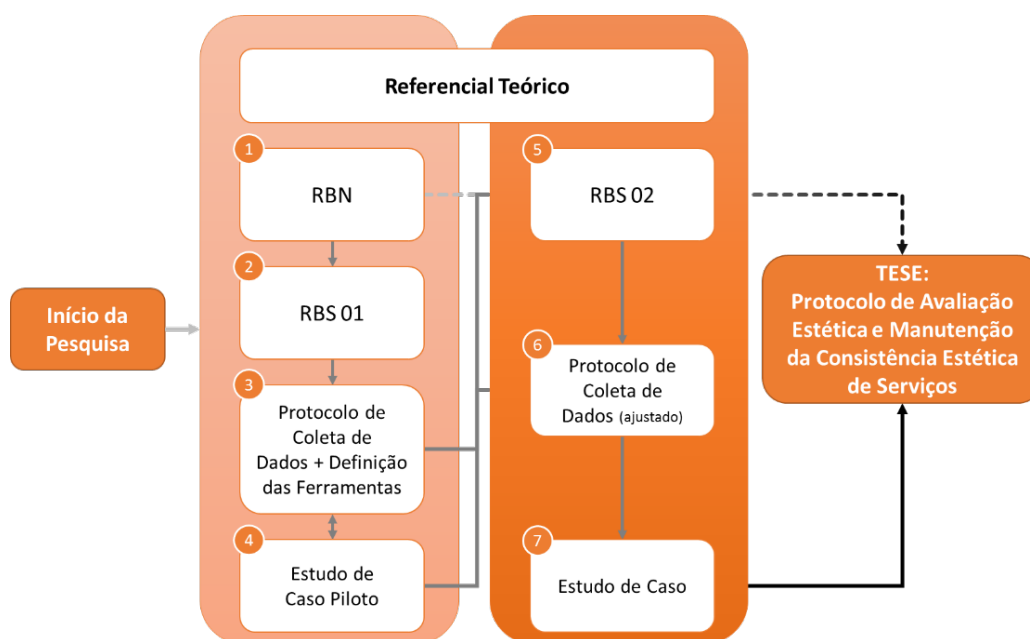 Referencial Teórico
Início da
Pesquisa
1
RBN
2
RBS 01
3
Protocolo de
Coleta de
Dados + Definição
das Ferramentas
4
Estudo de
Caso Piloto
5
RBS 02
6
Protocolo de
Coleta de
Dados (ajustado)
7
Estudo de Caso
TESE:
Protocolo de Avaliação
Estética e Manutenção
da Consistência Estética
de Serviços